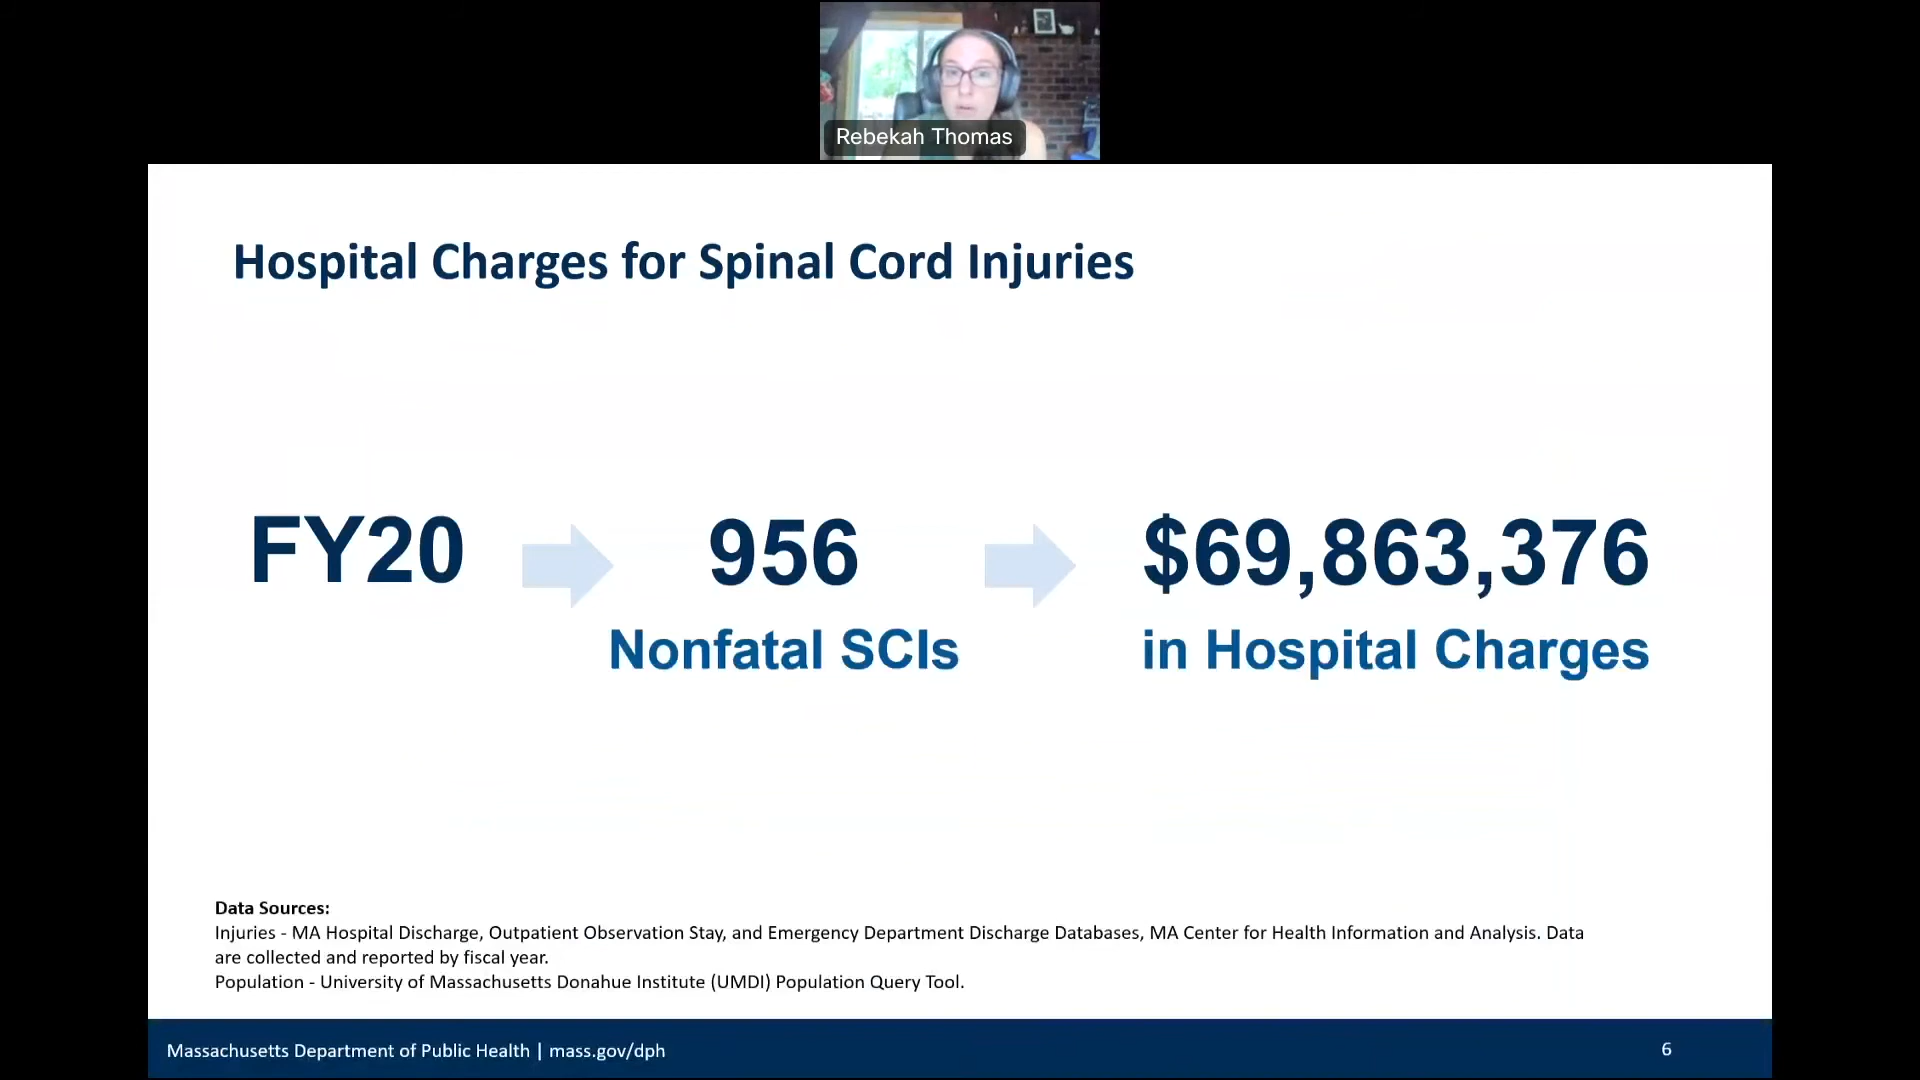 Rebekah Thomas
Hospital Charges for Spinal Cord Injuries
FY20
956
$69,863,376
Nonfatal SCIs
in Hospital Charges
Data Sources:
Injuries - MA Hospital Discharge, Outpatient Observation Stay, and Emergency Department Discharge Databases, MA Center for Health Information and Analysis. Data
are collected and reported by fiscal year.
Population - University of Massachusetts Donahue Institute (UMDI) Population Query Tool.
Massachusetts Department of Public Health | mass.gov/dph
6